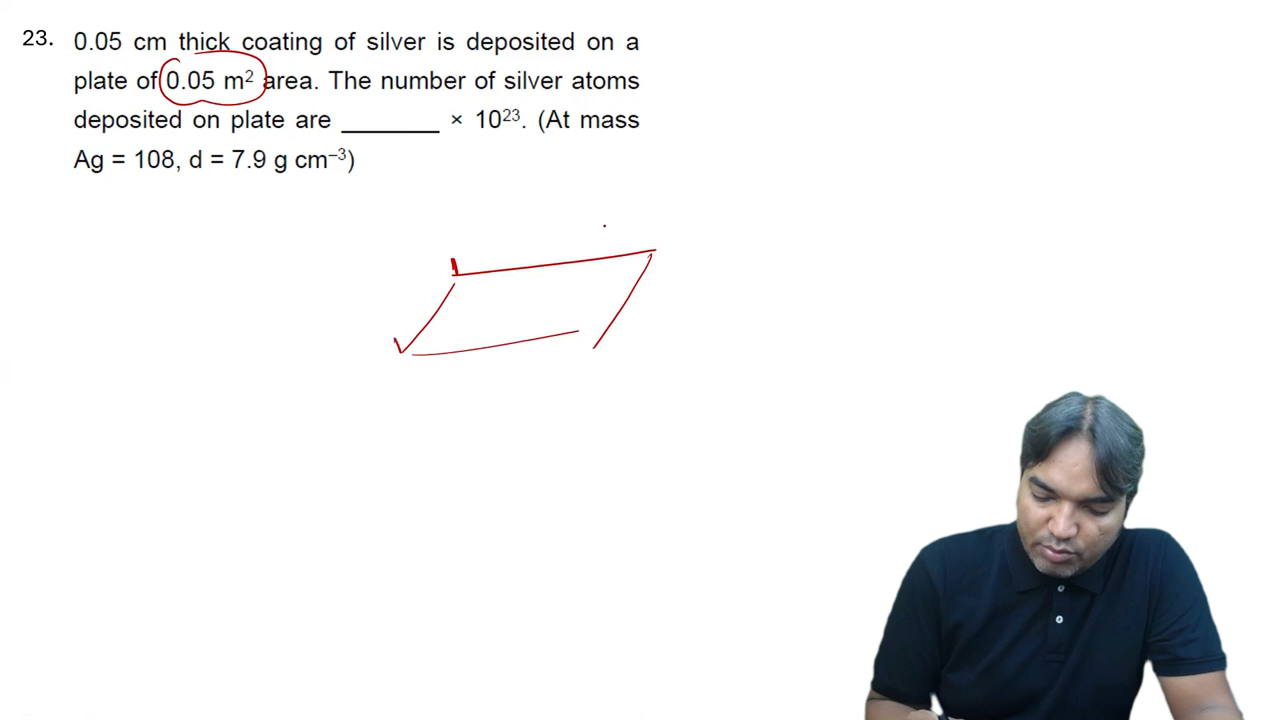 23. 0.05 cm thick coating of silver is deposited on a
plate of 0.05 m² area. The number of silver atoms
deposited on plate are _______ × 10²³. (At mass
Ag = 108, d = 7.9 g cm⁻³)